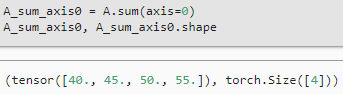 A_sum_axis0 = A.sum(axis=0)
A_sum_axis0, A_sum_axis0.shape
(tensor([40., 45., 50., 55.]), torch.Size([4]))